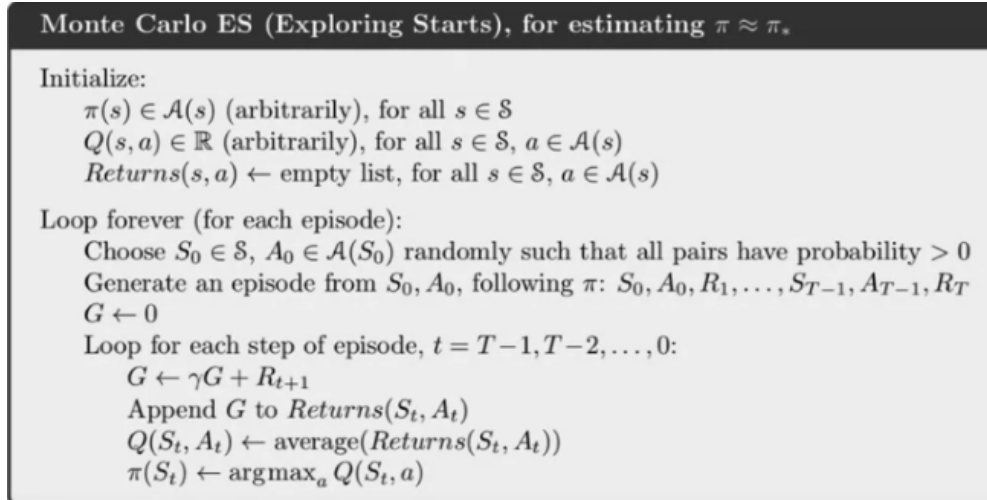 Monte Carlo ES (Exploring Starts), for estimating π ≈ π*
Initialize:
π(s) ∈ A(s) (arbitrarily), for all s ∈ S
Q(s, a) ∈ ℝ (arbitrarily), for all s ∈ S, a ∈ A(s)
Returns(s, a) ← empty list, for all s ∈ S, a ∈ A(s)
Loop forever (for each episode):
Choose S₀ ∈ S, A₀ ∈ A(S₀) randomly such that all pairs have probability > 0
Generate an episode from S₀, A₀, following π: S₀, A₀, R₁, . . . , S_{T−1}, A_{T−1}, R_T
G ← 0
Loop for each step of episode, t = T−1, T−2, . . . , 0:
G ← γG + R_{t+1}
Append G to Returns(S_t, A_t)
Q(S_t, A_t) ← average(Returns(S_t, A_t))
π(S_t) ← argmax_a Q(S_t, a)